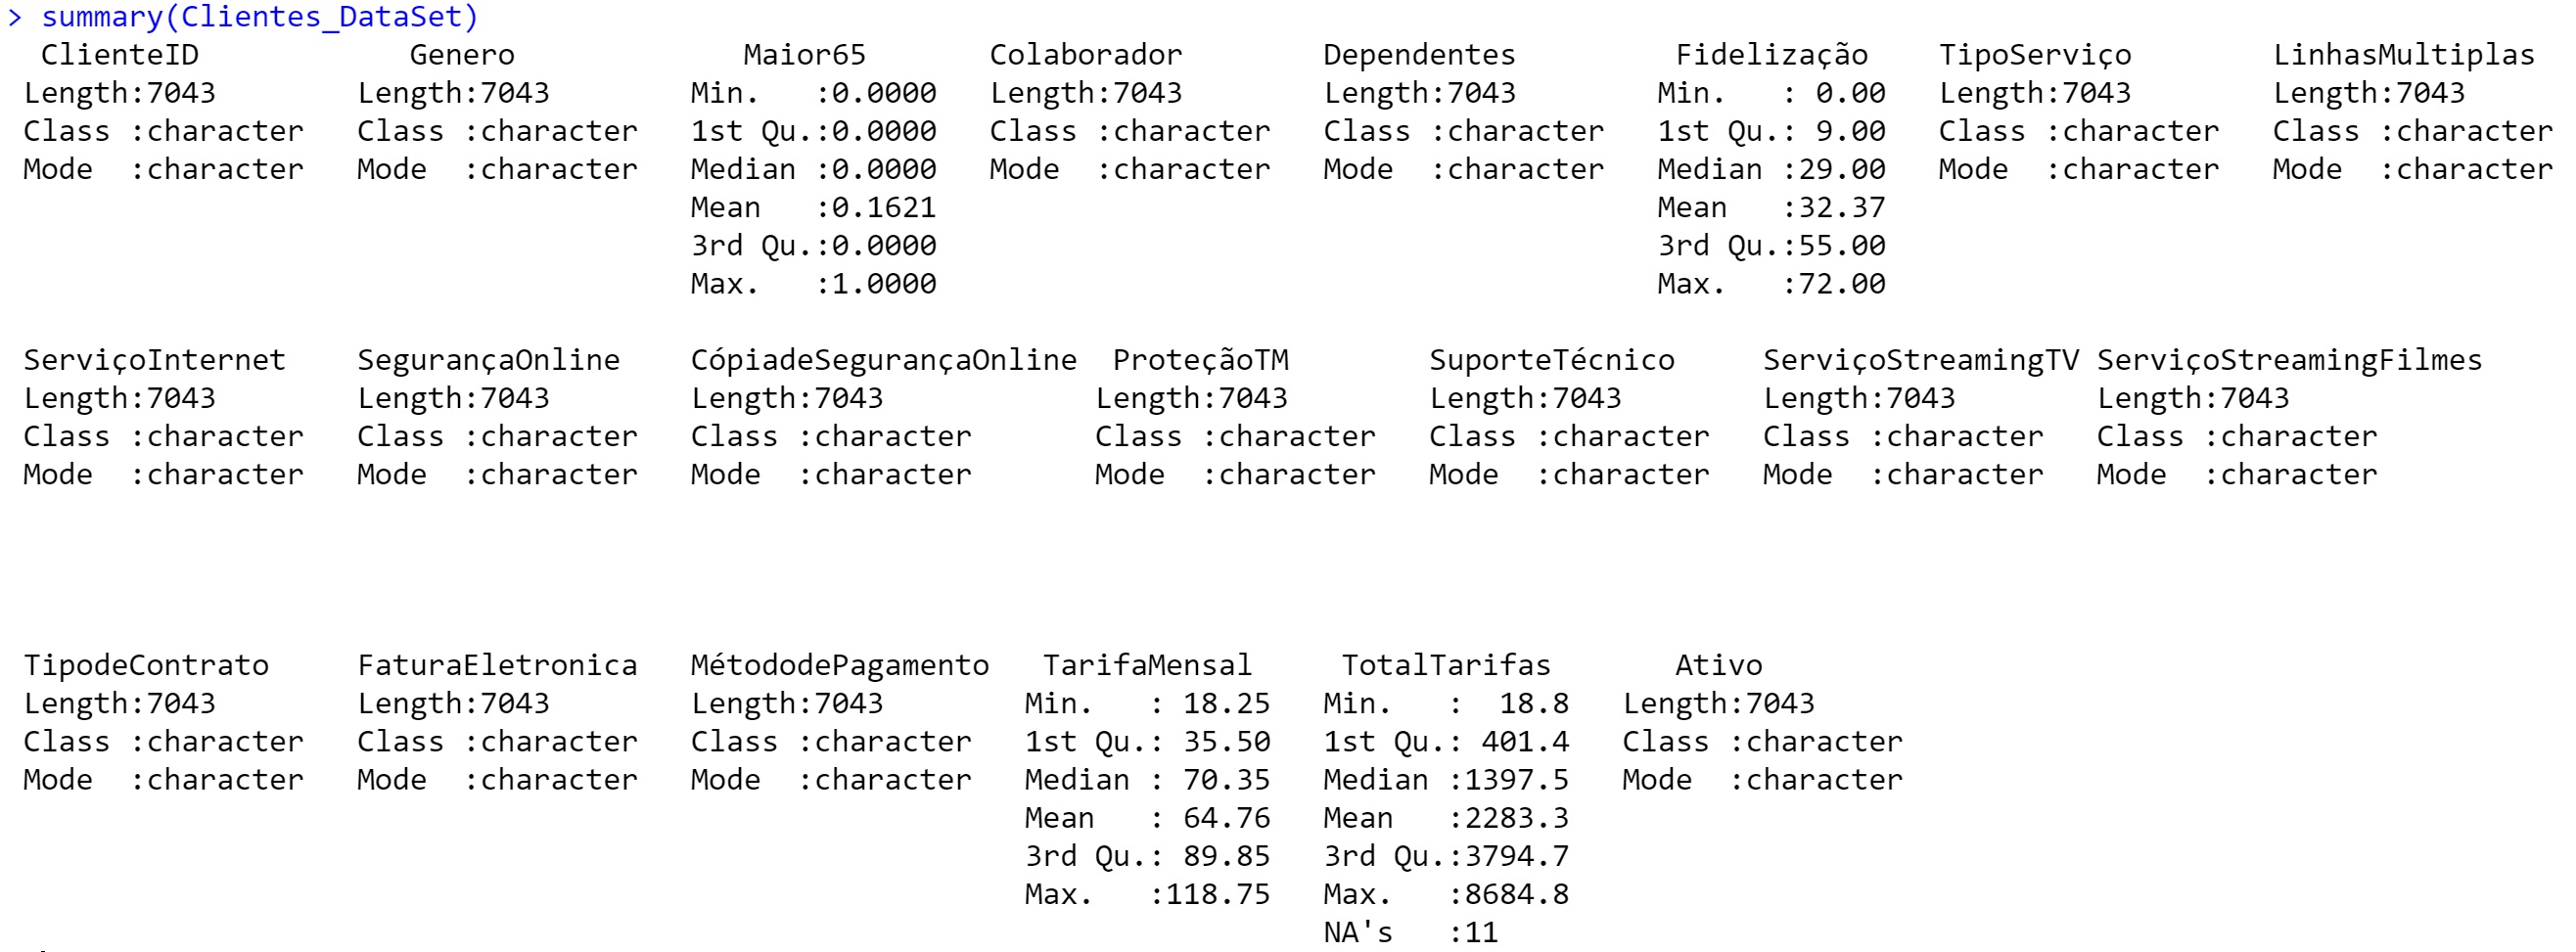 > summary(Clientes_DataSet)
ClienteID Genero Maior65 Colaborador Dependentes Fidelização TipoServiço LinhasMultiplas
Length:7043 Length:7043 Min. :0.0000 Length:7043 Length:7043 Min. : 0.00 Length:7043 Length:7043
Class :character Class :character 1st Qu.:0.0000 Class :character Class :character 1st Qu.: 9.00 Class :character Class :character
Mode :character Mode :character Median :0.0000 Mode :character Mode :character Median :29.00 Mode :character Mode :character
Mean :0.1621 Mean :32.37
3rd Qu.:0.0000 3rd Qu.:55.00
Max. :1.0000 Max. :72.00
ServiçoInternet SegurançaOnline CópiadeSegurançaOnline ProteçãoTM SuporteTécnico ServiçoStreamingTV ServiçoStreamingFilmes
Length:7043 Length:7043 Length:7043 Length:7043 Length:7043 Length:7043 Length:7043
Class :character Class :character Class :character Class :character Class :character Class :character Class :character
Mode :character Mode :character Mode :character Mode :character Mode :character Mode :character Mode :character
TipodeContrato FaturaEletronica MétododePagamento TarifaMensal TotalTarifas Ativo
Length:7043 Length:7043 Length:7043 Min. : 18.25 Min. : 18.8 Length:7043
Class :character Class :character Class :character 1st Qu.: 35.50 1st Qu.: 401.4 Class :character
Mode :character Mode :character Mode :character Median : 70.35 Median :1397.5 Mode :character
Mean : 64.76 Mean :2283.3
3rd Qu.: 89.85 3rd Qu.:3794.7
Max. :118.75 Max. :8684.8
NA's :11